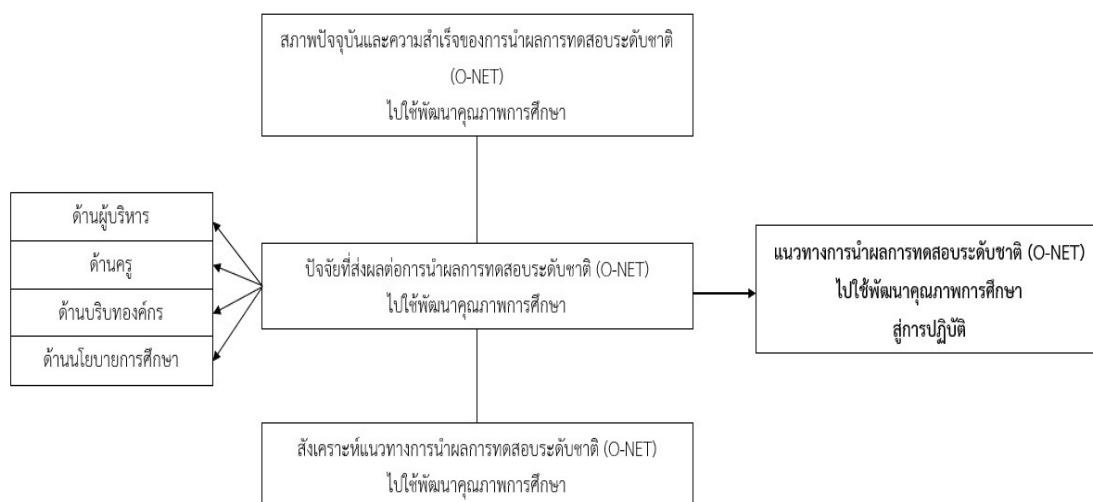 สภาพปัจจุบันและความสำเร็จของการนำผลการทดสอบระดับชาติ
(O-NET)
ไปใช้พัฒนาคุณภาพการศึกษา
ด้านผู้บริหาร
ด้านครู
ด้านบริบทองค์กร
ด้านนโยบายการศึกษา
ปัจจัยที่ส่งผลต่อการนำผลการทดสอบระดับชาติ (O-NET)
ไปใช้พัฒนาคุณภาพการศึกษา
แนวทางการนำผลการทดสอบระดับชาติ (O-NET)
ไปใช้พัฒนาคุณภาพการศึกษา
สู่การปฏิบัติ
สังเคราะห์แนวทางการนำผลการทดสอบระดับชาติ (O-NET)
ไปใช้พัฒนาคุณภาพการศึกษา